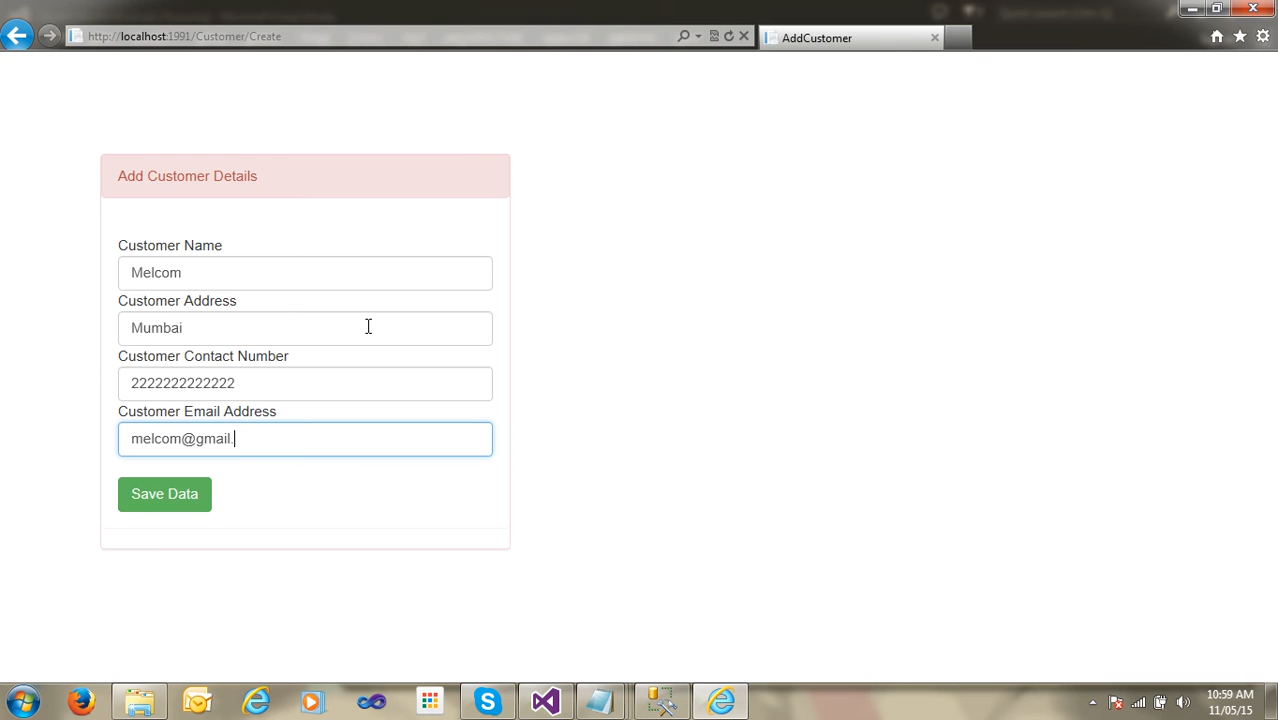 http://localhost:1991/Customer/Create
AddCustomer
Add Customer Details
Customer Name
Melcom
Customer Address
Mumbai
Customer Contact Number
2222222222222
Customer Email Address
melcom@gmail.
Save Data
10:59 AM
11/05/15